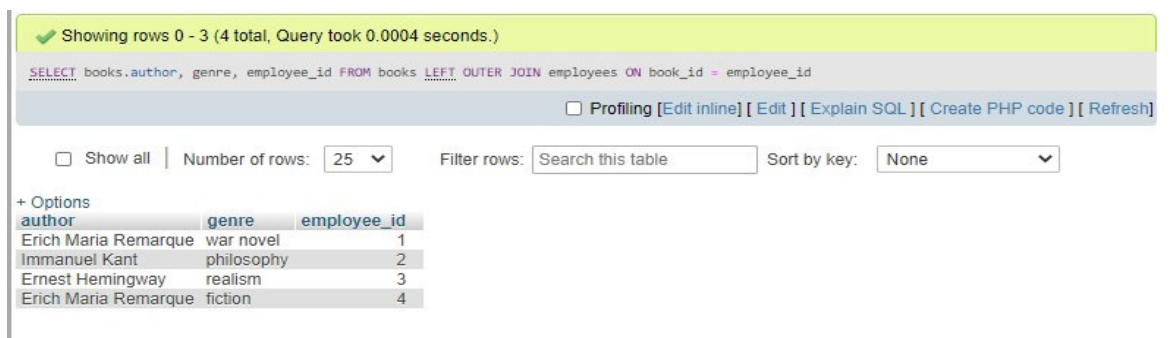 Showing rows 0 - 3 (4 total, Query took 0.0004 seconds.)
SELECT books.author, genre, employee_id FROM books LEFT OUTER JOIN employees ON book_id = employee_id
Profiling [Edit inline] [ Edit ] [ Explain SQL ] [ Create PHP code ] [ Refresh]
Show all | Number of rows: 25 Filter rows: Search this table Sort by key: None
+ Options
author genre employee_id
Erich Maria Remarque war novel 1
Immanuel Kant philosophy 2
Ernest Hemingway realism 3
Erich Maria Remarque fiction 4